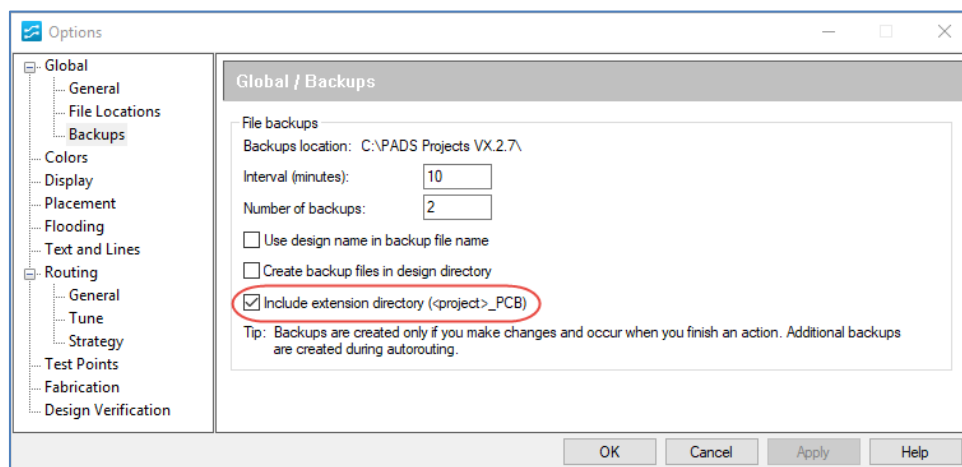 Options
Global
General
File Locations
Backups
Colors
Display
Placement
Flooding
Text and Lines
Routing
General
Tune
Strategy
Test Points
Fabrication
Design Verification
Global / Backups
File backups
Backups location: C:\PADS Projects VX.2.7\
Interval (minutes): 10
Number of backups: 2
Use design name in backup file name
Create backup files in design directory
Include extension directory (<project>_PCB)
Tip: Backups are created only if you make changes and occur when you finish an action. Additional backups
are created during autorouting.
OK Cancel Apply Help